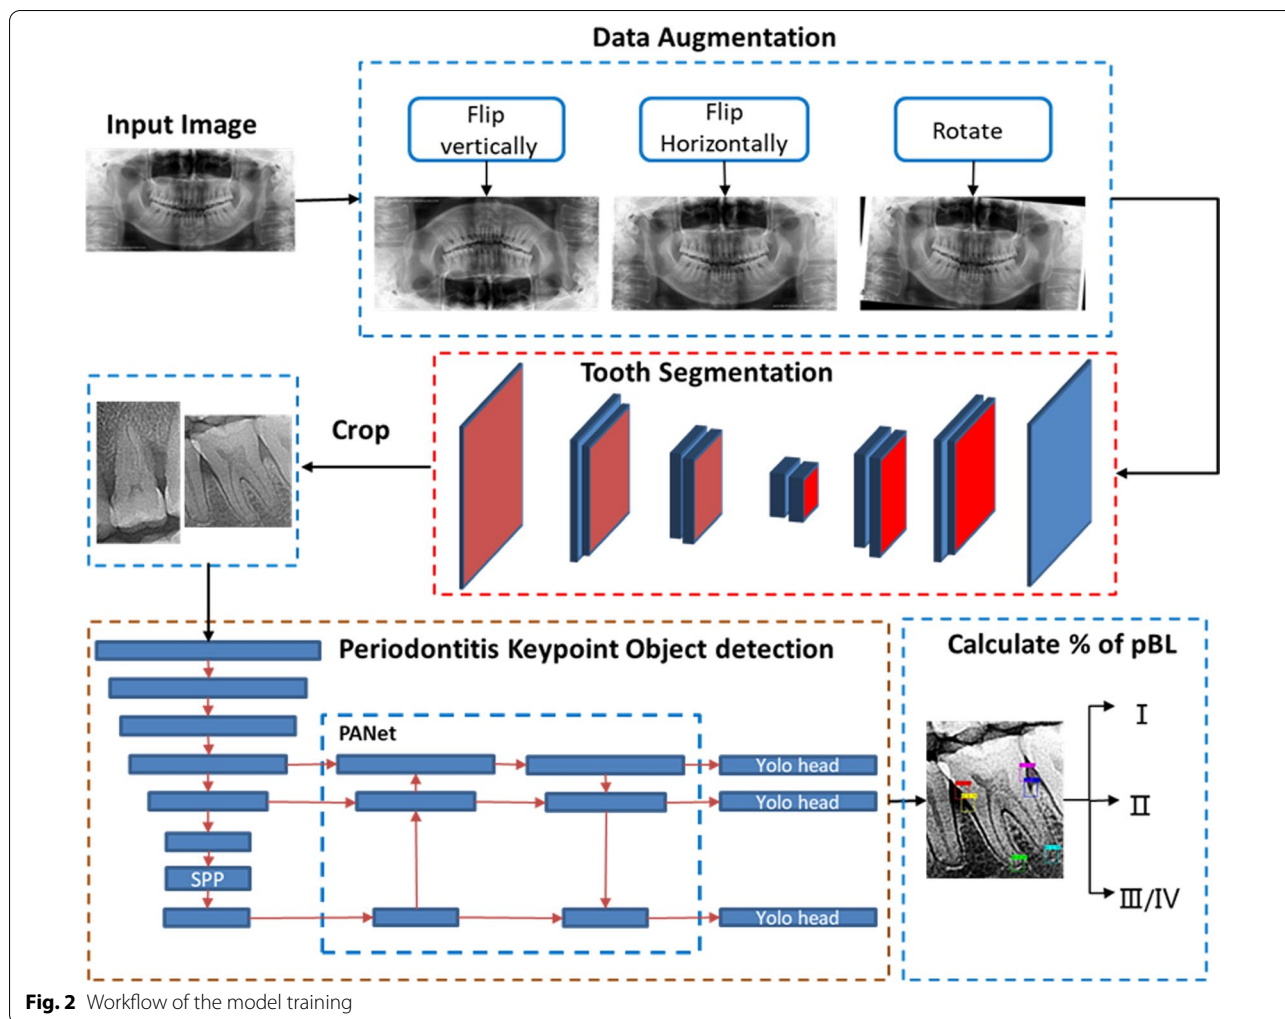 Data Augmentation
Input Image
Flip
vertically
Flip
Horizontally
Rotate
Tooth Segmentation
Crop
Periodontitis Keypoint Object detection
PANet
SPP
Yolo head
Yolo head
Yolo head
Calculate % of pBL
I
II
III/IV
Fig. 2 Workflow of the model training